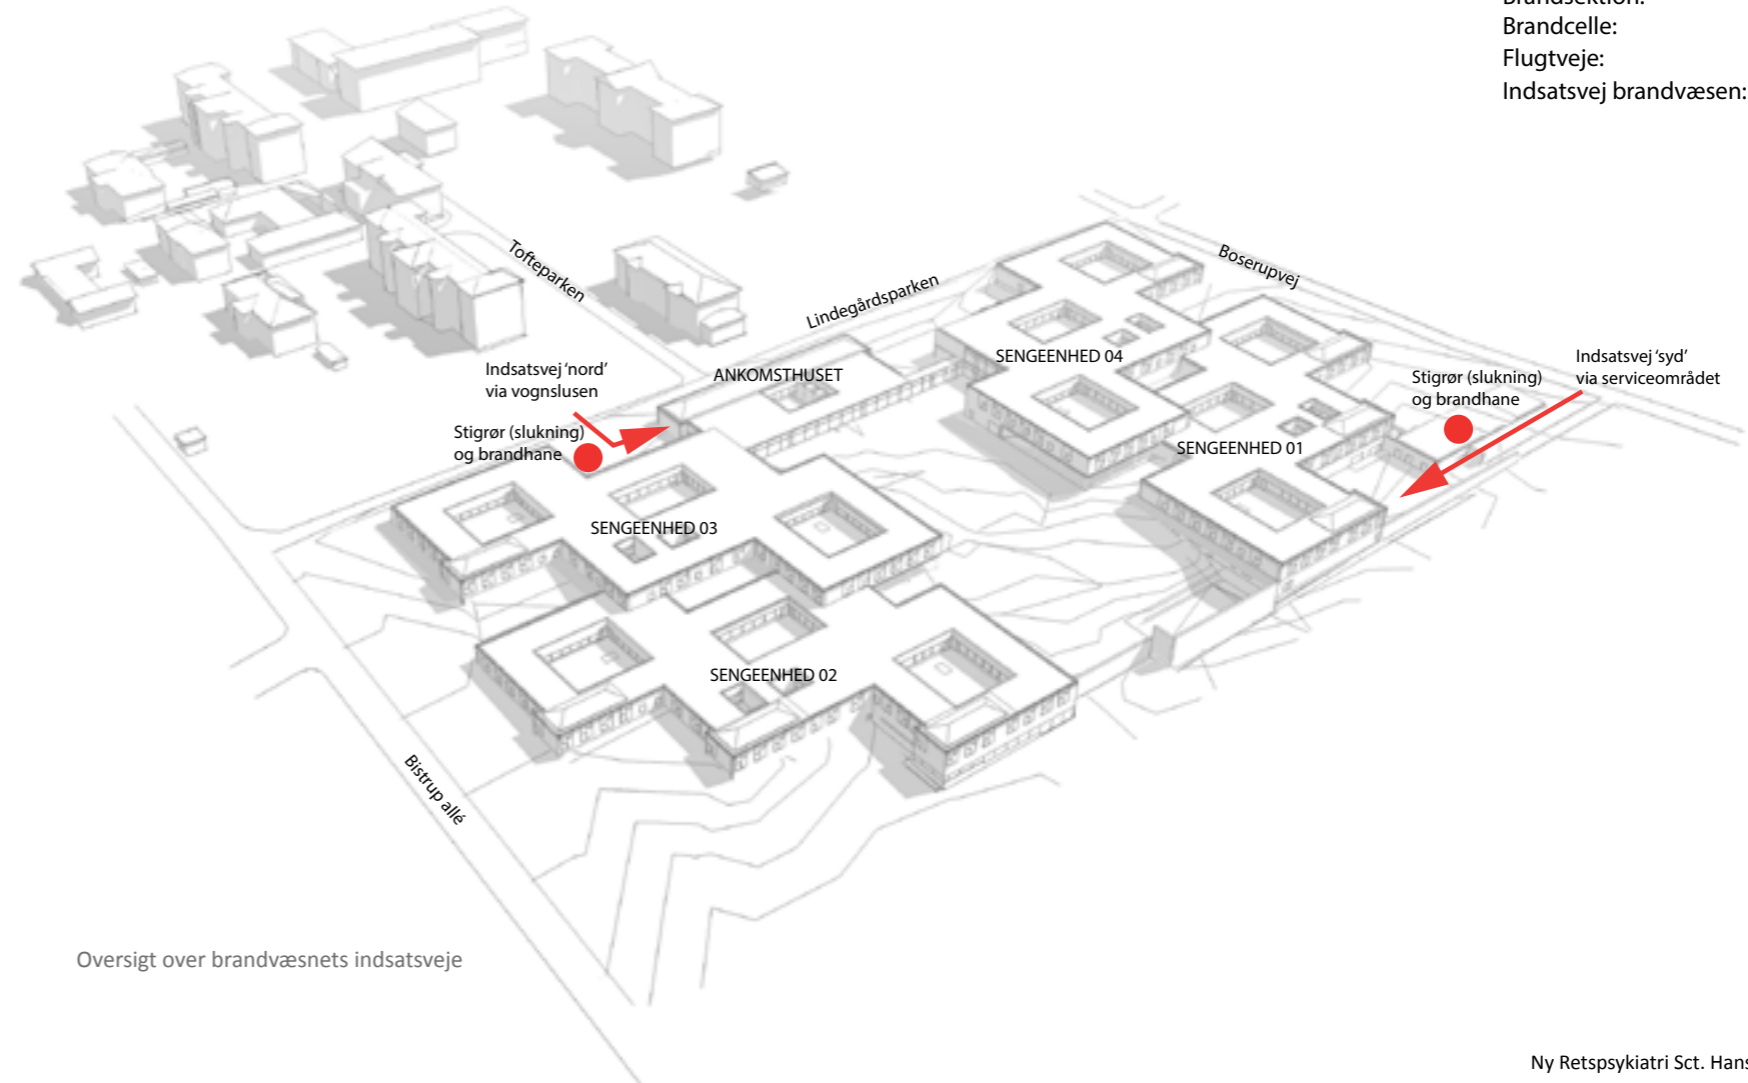 Brandsektion:
Brandcelle:
Flugtveje:
Indsatsvej brandvæsen:
Tofteparken
Boserupvej
Lindegårdsparken
SENGEENHED 04
Indsatsvej 'nord'
via vognslusen
ANKOMSTHUSET
Indsatsvej 'syd'
via serviceområdet
Stigrør (slukning)
og brandhane
Stigrør (slukning)
og brandhane
SENGEENHED 01
SENGEENHED 03
SENGEENHED 02
Bistrup allé
Oversigt over brandvæsnets indsatsveje
Ny Retspsykiatri Sct. Hans